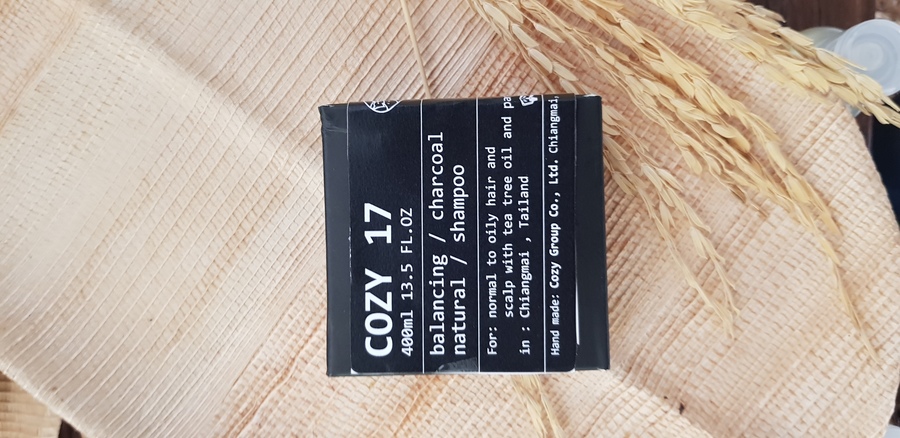 COZY 17
400ml 13.5 FL.OZ
balancing / charcoal
natural / shampoo
For: normal to oily hair and
scalp with tea tree oil and
in : Chiangmai , Tailand
Hand made: Cozy Group Co., Ltd. Chiangmai,